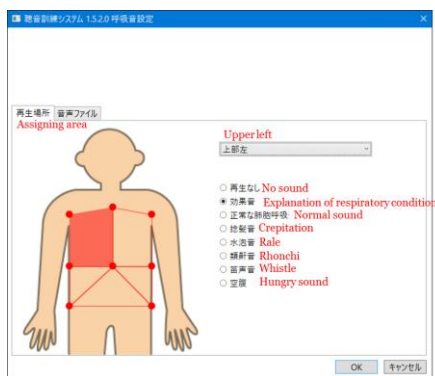 聴音訓練システム 1.5.2.0 呼吸音設定
再生場所 音声ファイル
Assigning area
Upper left
上部左
再生なし No sound
効果音 Explanation of respiratory condition
正常な肺胞呼吸 Normal sound
捻髪音 Crepitation
水泡音 Rale
類鼾音 Rhonchi
笛声音 Whistle
空腹 Hungry sound
OK キャンセル